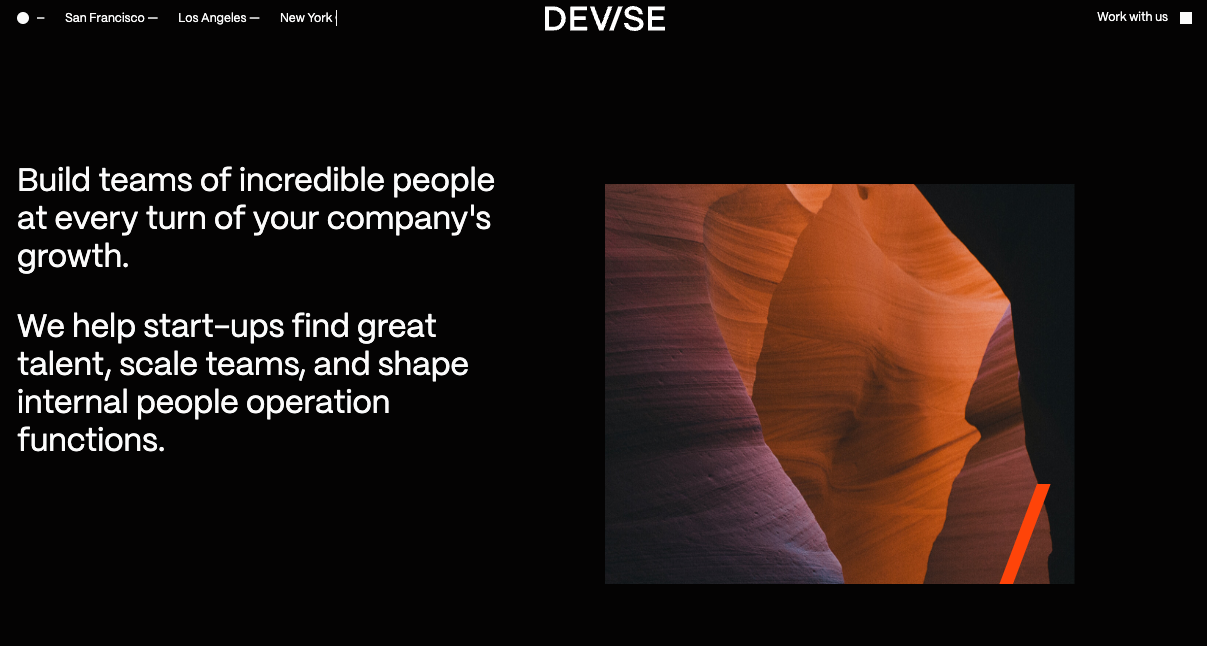 San Francisco —
Los Angeles —
New York
DEV/SE
Work with us
Build teams of incredible people
at every turn of your company's
growth.
We help start-ups find great
talent, scale teams, and shape
internal people operation
functions.